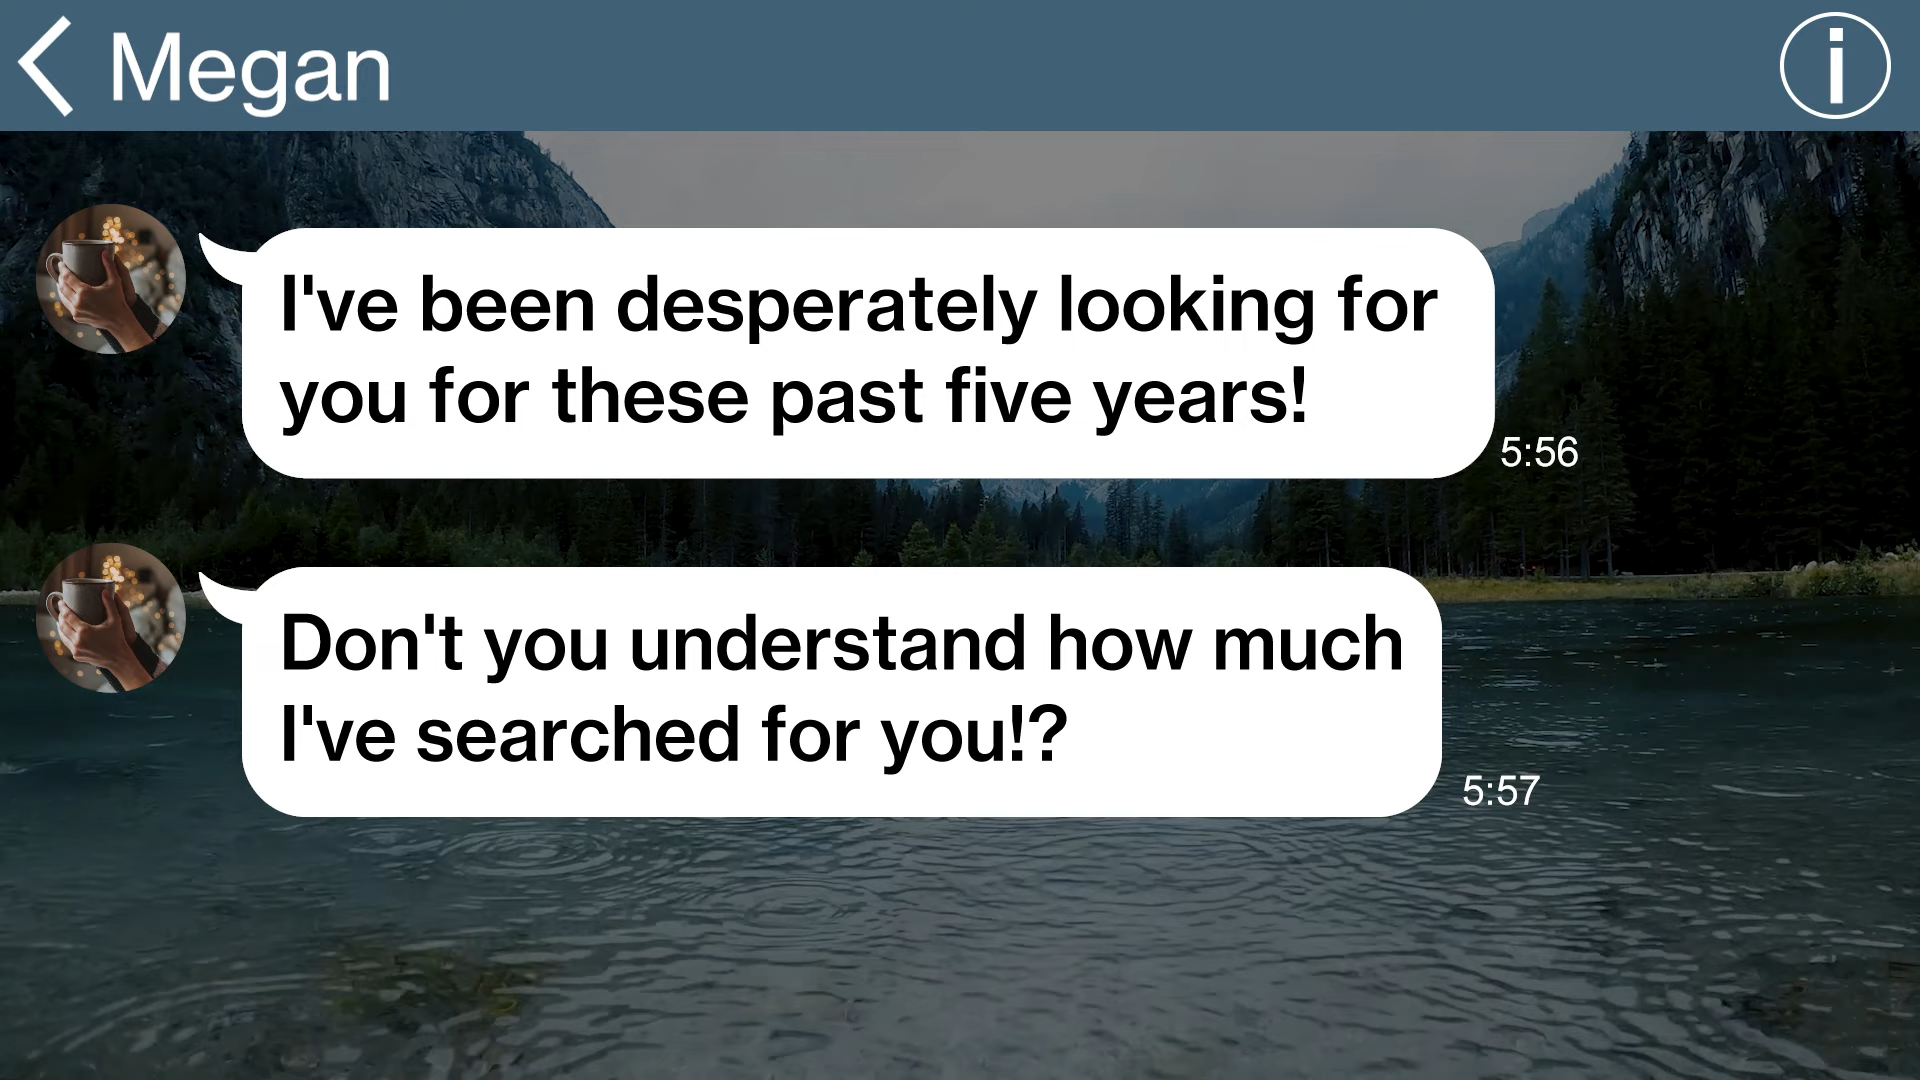 Megan
i
I've been desperately looking for
you for these past five years!
5:56
Don't you understand how much
I've searched for you!?
5:57